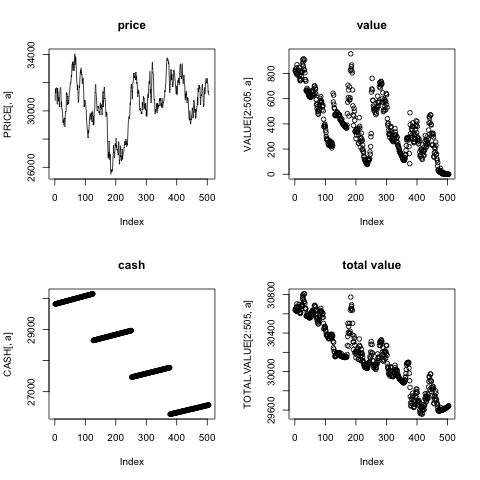 price
value
PRICE[, a]
26000
30000
34000
VALUE[2:505, a]
0
200
400
600
800
0 100 200 300 400 500
0 100 200 300 400 500
Index
Index
cash
total value
CASH[, a]
27000
29000
TOTAL.VALUE[2:505, a]
29600
30000
30400
30800
0 100 200 300 400 500
0 100 200 300 400 500
Index
Index